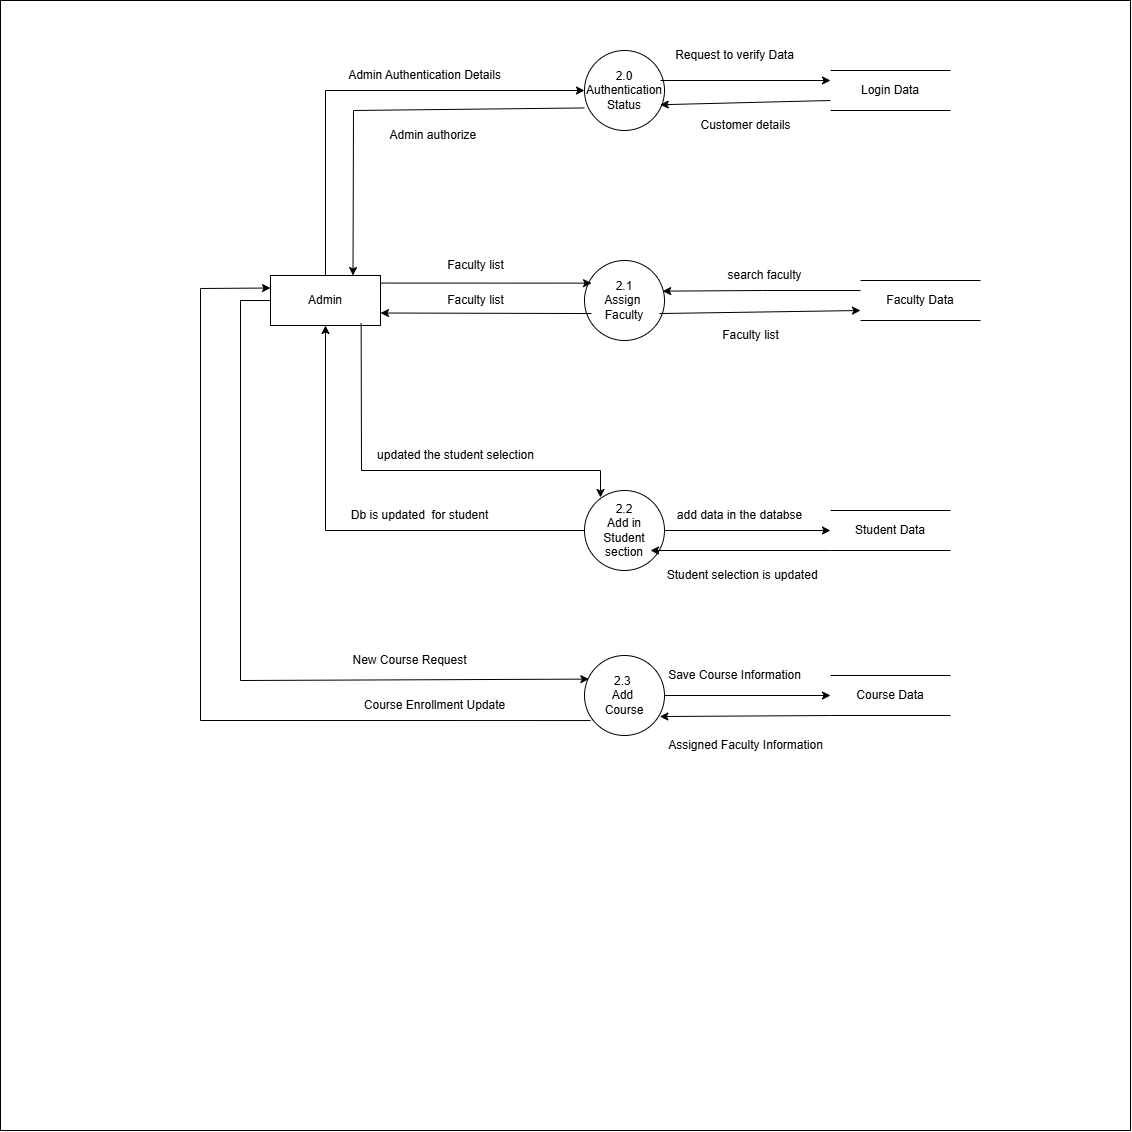 Request to verify Data
Admin Authentication Details
2.0
Authentication
Status
Login Data
Customer details
Admin authorize
Faculty list
search faculty
2.1
Assign
Faculty
Admin
Faculty list
Faculty Data
Faculty list
updated the student selection
Db is updated  for student
2.2
Add in
Student
section
add data in the databse
Student Data
Student selection is updated
New Course Request
2.3
Add
Course
Save Course Information
Course Data
Course Enrollment Update
Assigned Faculty Information